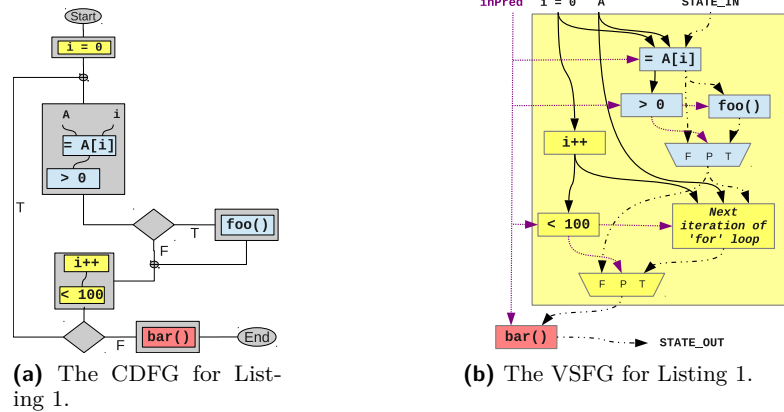 Start
i = 0
A i
= A[i]
> 0
T
foo()
T
F
i++
< 100
F
bar()
End
(a) The CDFG for List-
ing 1.
inPred i = 0 A STATE_IN
= A[i]
> 0
foo()
i++
F P T
< 100
Next
iteration of
'for' loop
F P T
bar()
STATE_OUT
(b) The VSFG for Listing 1.